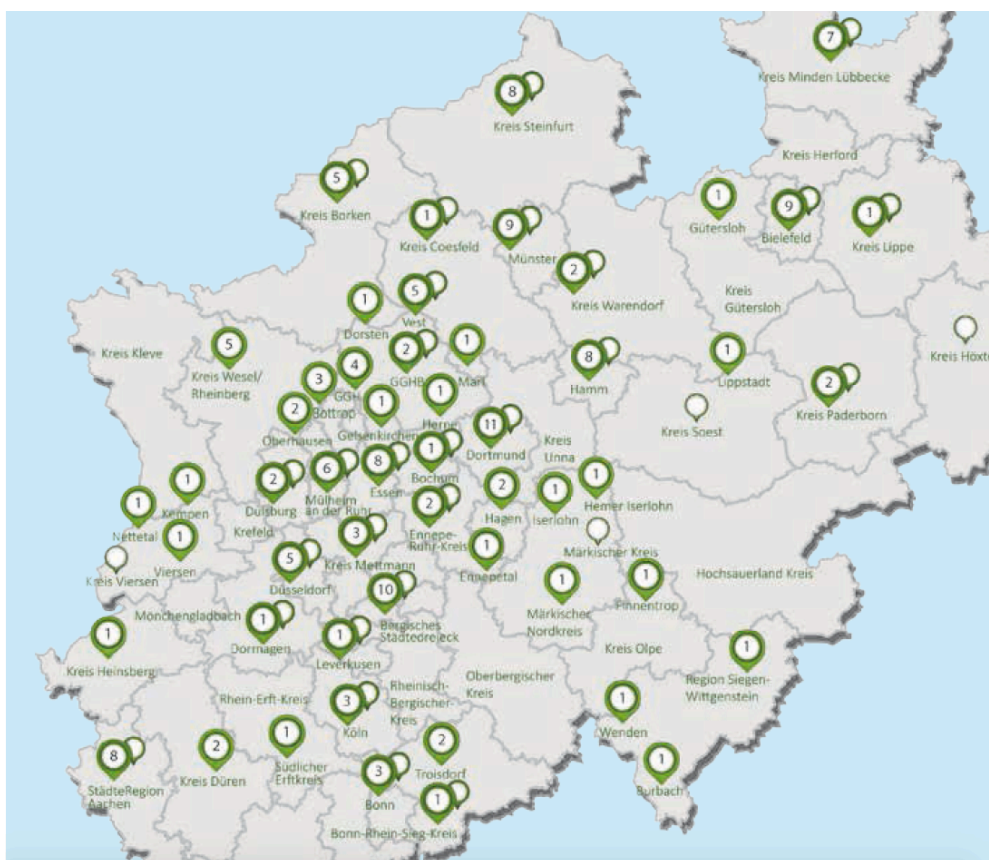 7
Kreis Minden Lübbecke
8
Kreis Steinfurt
Kreis Herford
5
Kreis Borken
1
Kreis Coesfeld
9
Münster
1
Gütersloh
9
Bielefeld
1
Kreis Lippe
2
Kreis Warendorf
Kreis
Gütersloh
1
Dorsten
5
Vest
Kreis Kleve
5
Kreis Wesel/
Rheinberg
2
GGHB
1
Marl
8
Hamm
1
Lippstadt
Kreis Höxte
4
GGH
3
Bottrop
2
Kreis Paderborn
2
Oberhausen
1
Gelsenkirchen
1
Herne
11
Dortmund
Kreis Soest
Kreis
Unna
1
Kempen
2
Duisburg
6
Mülheim
an der Ruhr
8
Essen
1
Bochum
2
Hagen
1
Iserlohn
1
Hemer Iserlohn
1
Nettetal
1
Viersen
Krefeld
2
Ennepe-
Ruhr-Kreis
3
Kreis Mettmann
1
Ennepetal
Märkischer Kreis
Kreis Viersen
5
Düsseldorf
Hochsauerland Kreis
10
Bergisches
Städtedreieck
1
Märkischer
Nordkreis
1
Finnentrop
Mönchengladbach
1
Dormagen
1
Leverkusen
1
Kreis Heinsberg
Kreis Olpe
1
Region Siegen-
Wittgenstein
Oberbergischer
Kreis
Rhein-Erft-Kreis
3
Köln
Rheinisch-
Bergischer
Kreis
1
Wenden
8
StädteRegion
Aachen
2
Kreis Düren
1
Südlicher
Erftkreis
2
Troisdorf
1
Burbach
3
Bonn
1
Bonn-Rhein-Sieg-Kreis